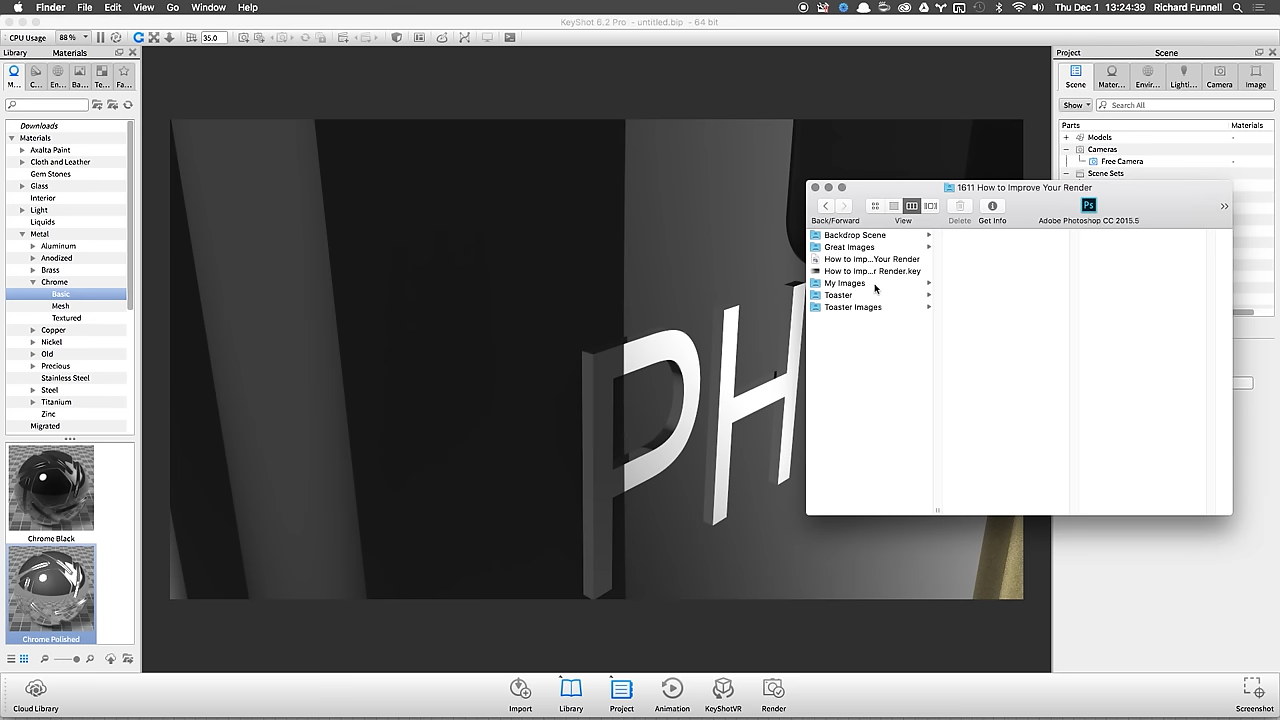 Finder File Edit View Go Window Help
Thu Dec 1 13:24:39 Richard Funnell
KeyShot 6.2 Pro - untitled.bip - 64 bit
CPU Usage 88% 35.0
Library Materials
Project Scene
M... C... En... Ba... Te... Fa...
Scene Mater... Envir... Lighti... Camera Image
Show Search All
Parts Materials
Models -
Cameras -
Free Camera -
Scene Sets
Downloads
Materials
Axalta Paint
Cloth and Leather
Gem Stones
Glass
Interior
Light
Liquids
Metal
Aluminum
Anodized
Brass
Chrome
Basic
Mesh
Textured
Copper
Nickel
Old
Precious
Stainless Steel
Steel
Titanium
Zinc
Migrated
Chrome Black
Chrome Polished
PH
1611 How to Improve Your Render
Back/Forward View Delete Get Info Adobe Photoshop CC 2015.5
Ps
Backdrop Scene
Great Images
How to Imp...Your Render
How to Imp...r Render.key
My Images
Toaster
Toaster Images
Cloud Library Import Library Project Animation KeyShotVR Render Screenshot